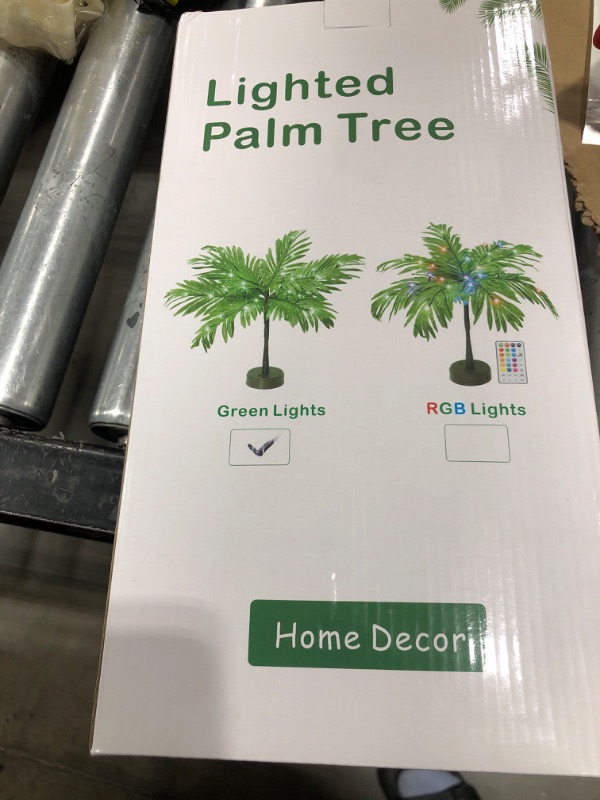 Lighted
Palm Tree
Green Lights
RGB Lights
Home Decor